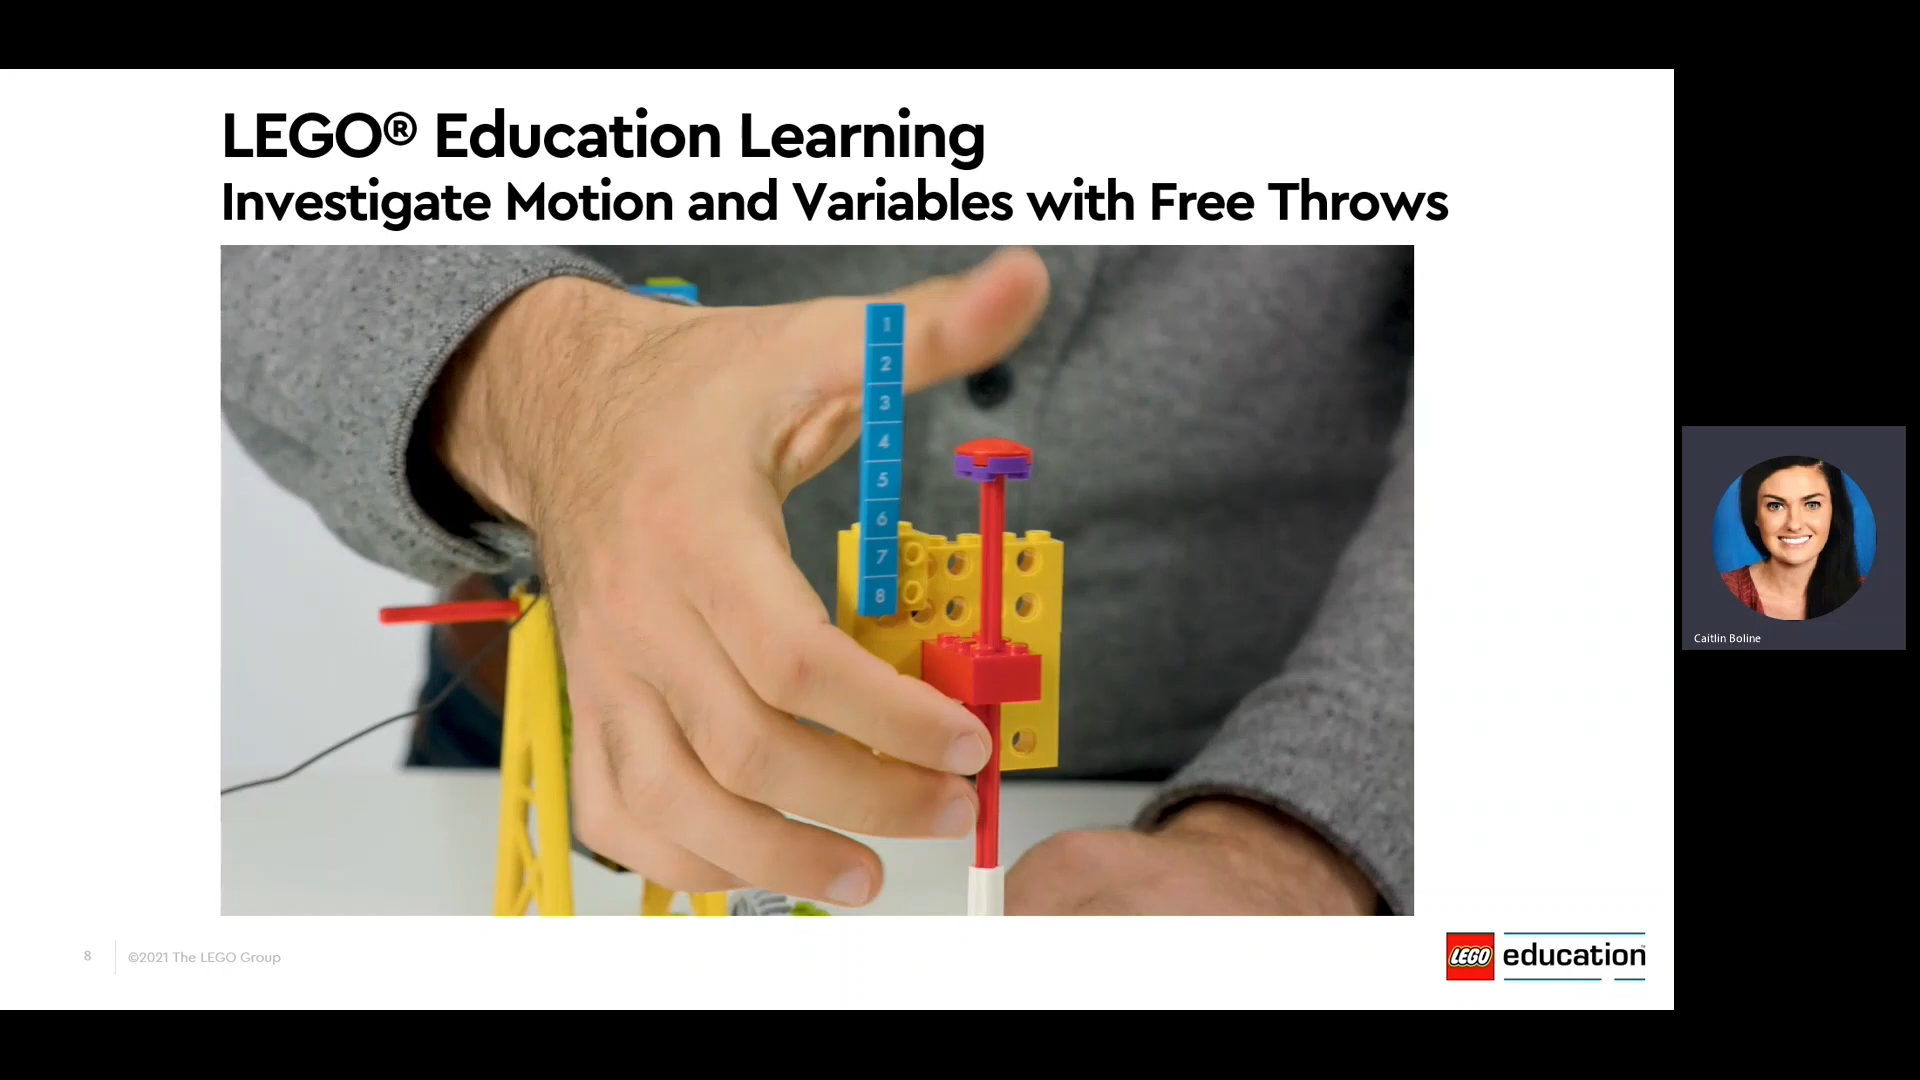 LEGO® Education Learning
Investigate Motion and Variables with Free Throws
1
2
3
4
5
6
7
8
Caitlin Boline
8
©2021 The LEGO Group
LEGO education™